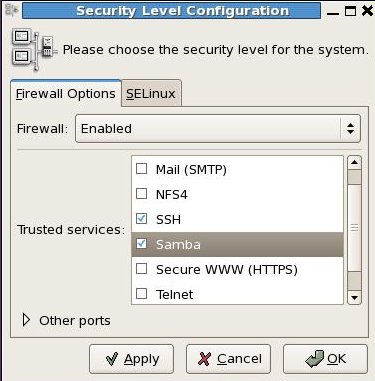 Security Level Configuration
Please choose the security level for the system.
Firewall Options SELinux
Firewall: Enabled
Trusted services:
Mail (SMTP)
NFS4
SSH
Samba
Secure WWW (HTTPS)
Telnet
Other ports
Apply Cancel OK